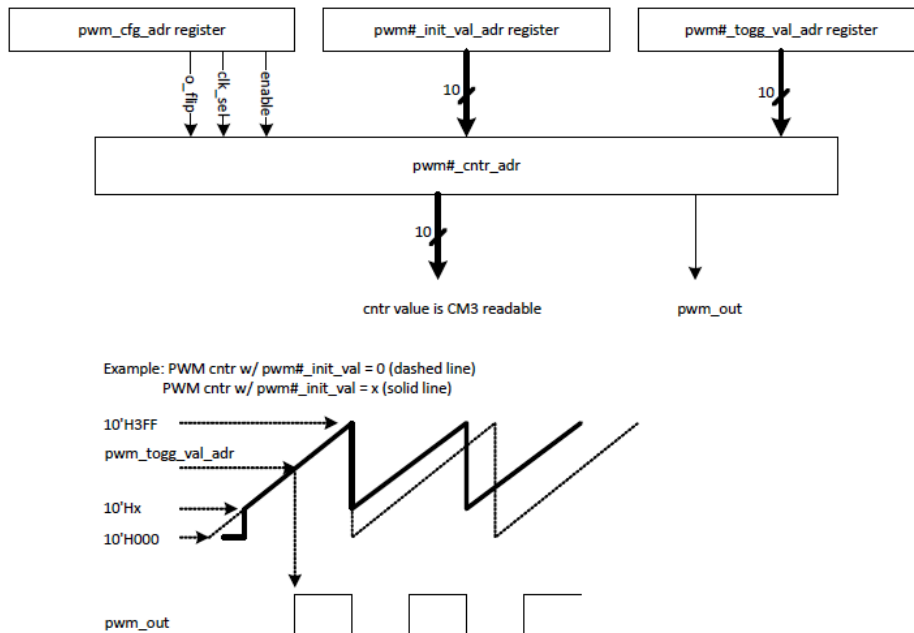 pwm_cfg_adr register
pwm#_init_val_adr register
pwm#_togg_val_adr register
o_flip
clk_sel
enable
10
10
pwm#_cntr_adr
10
cntr value is CM3 readable
pwm_out
Example: PWM cntr w/ pwm#_init_val = 0 (dashed line)
PWM cntr w/ pwm#_init_val = x (solid line)
10'H3FF
pwm_togg_val_adr
10'Hx
10'H000
pwm_out